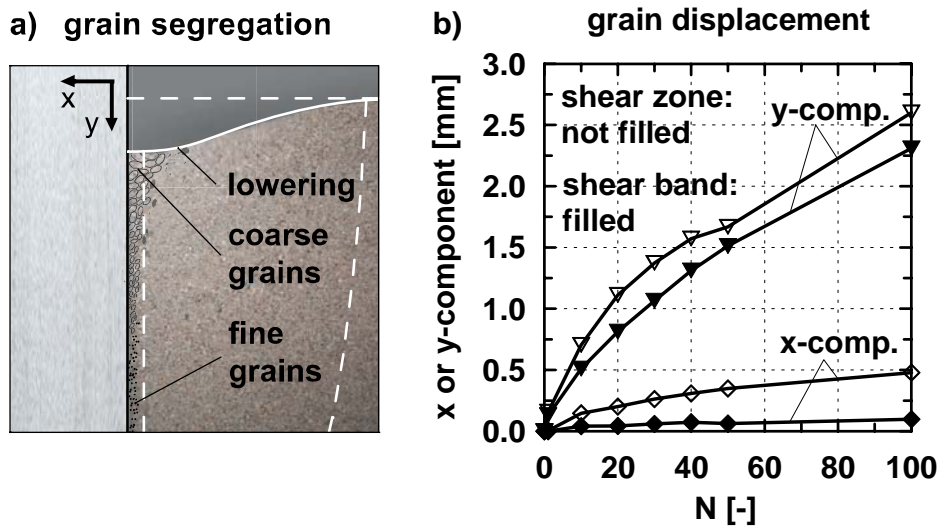 a) grain segregation
x
y
lowering
coarse
grains
fine
grains
b) grain displacement
x or y-component [mm]
3.0
2.5
2.0
1.5
1.0
0.5
0.0
shear zone:
not filled
shear band:
filled
y-comp.
x-comp.
0 20 40 60 80 100
N [-]